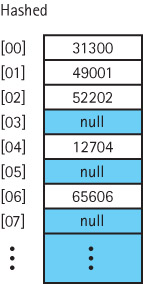 Hashed
[00] 31300
[01] 49001
[02] 52202
[03] null
[04] 12704
[05] null
[06] 65606
[07] null